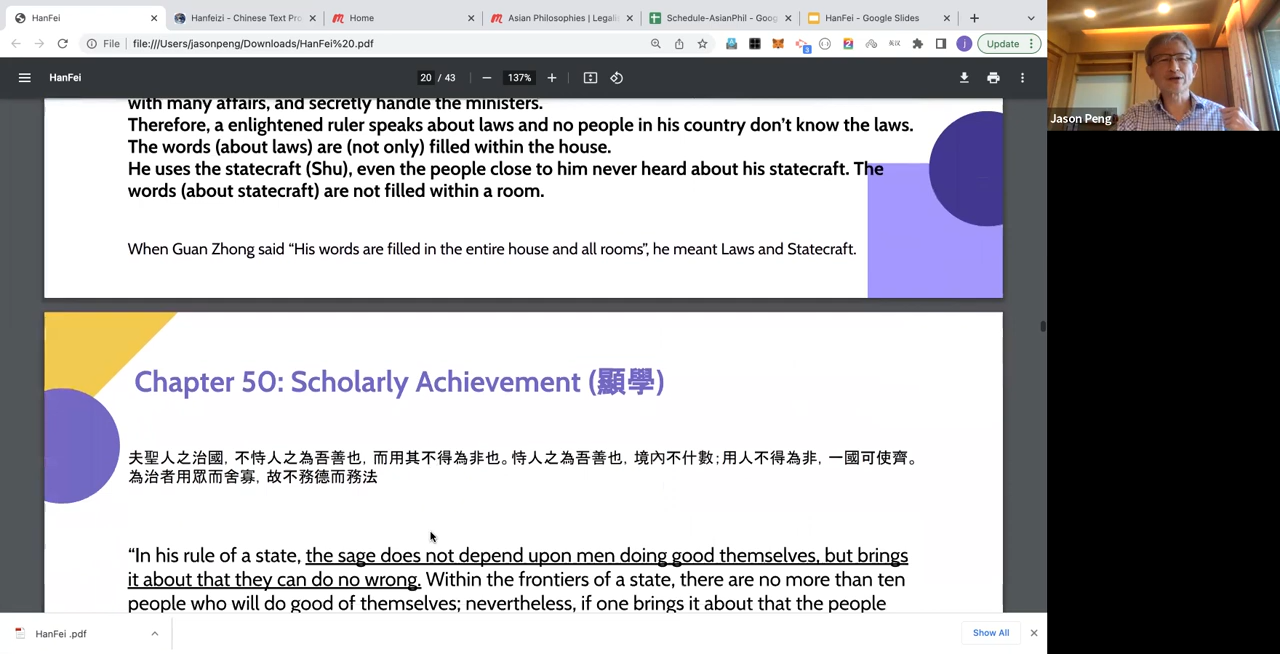 HanFei
Hanfeizi - Chinese Text Pro
Home
Asian Philosophies | Legali
Schedule-AsianPhil - Goog
HanFei - Google Slides
File
file:///Users/jasonpeng/Downloads/HanFei%20.pdf
3
2
j
Update
HanFei
20 / 43
137%
Jason Peng
with many affairs, and secretly handle the ministers.
Therefore, a enlightened ruler speaks about laws and no people in his country don't know the laws.
The words (about laws) are (not only) filled within the house.
He uses the statecraft (Shu), even the people close to him never heard about his statecraft. The
words (about statecraft) are not filled within a room.
When Guan Zhong said “His words are filled in the entire house and all rooms”, he meant Laws and Statecraft.
Chapter 50: Scholarly Achievement (顯學)
夫聖人之治國，不恃人之為吾善也，而用其不得為非也。恃人之為吾善也，境內不什數；用人不得為非，一國可使齊。
為治者用眾而舍寡，故不務德而務法
“In his rule of a state, the sage does not depend upon men doing good themselves, but brings
it about that they can do no wrong. Within the frontiers of a state, there are no more than ten
people who will do good of themselves; nevertheless, if one brings it about that the people
HanFei .pdf
Show All